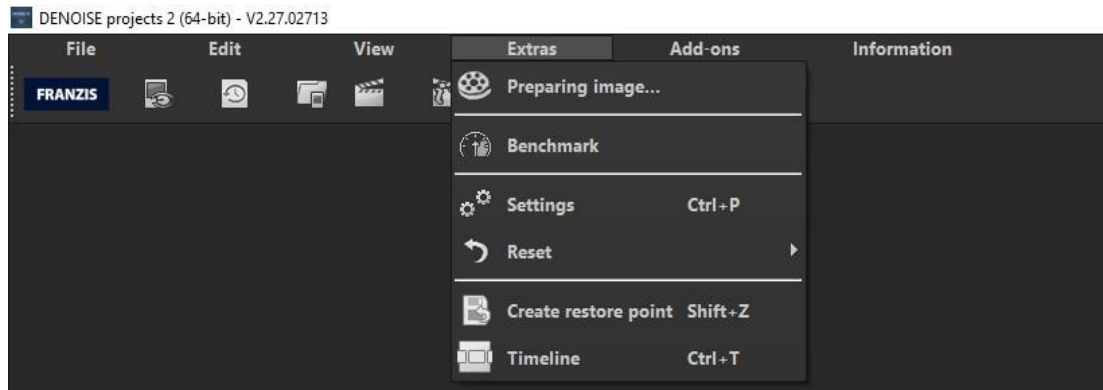 DENOISE projects 2 (64-bit) - V2.27.02713
File Edit View Extras Add-ons Information
FRANZIS
Preparing image...
Benchmark
Settings Ctrl+P
Reset
Create restore point Shift+Z
Timeline Ctrl+T